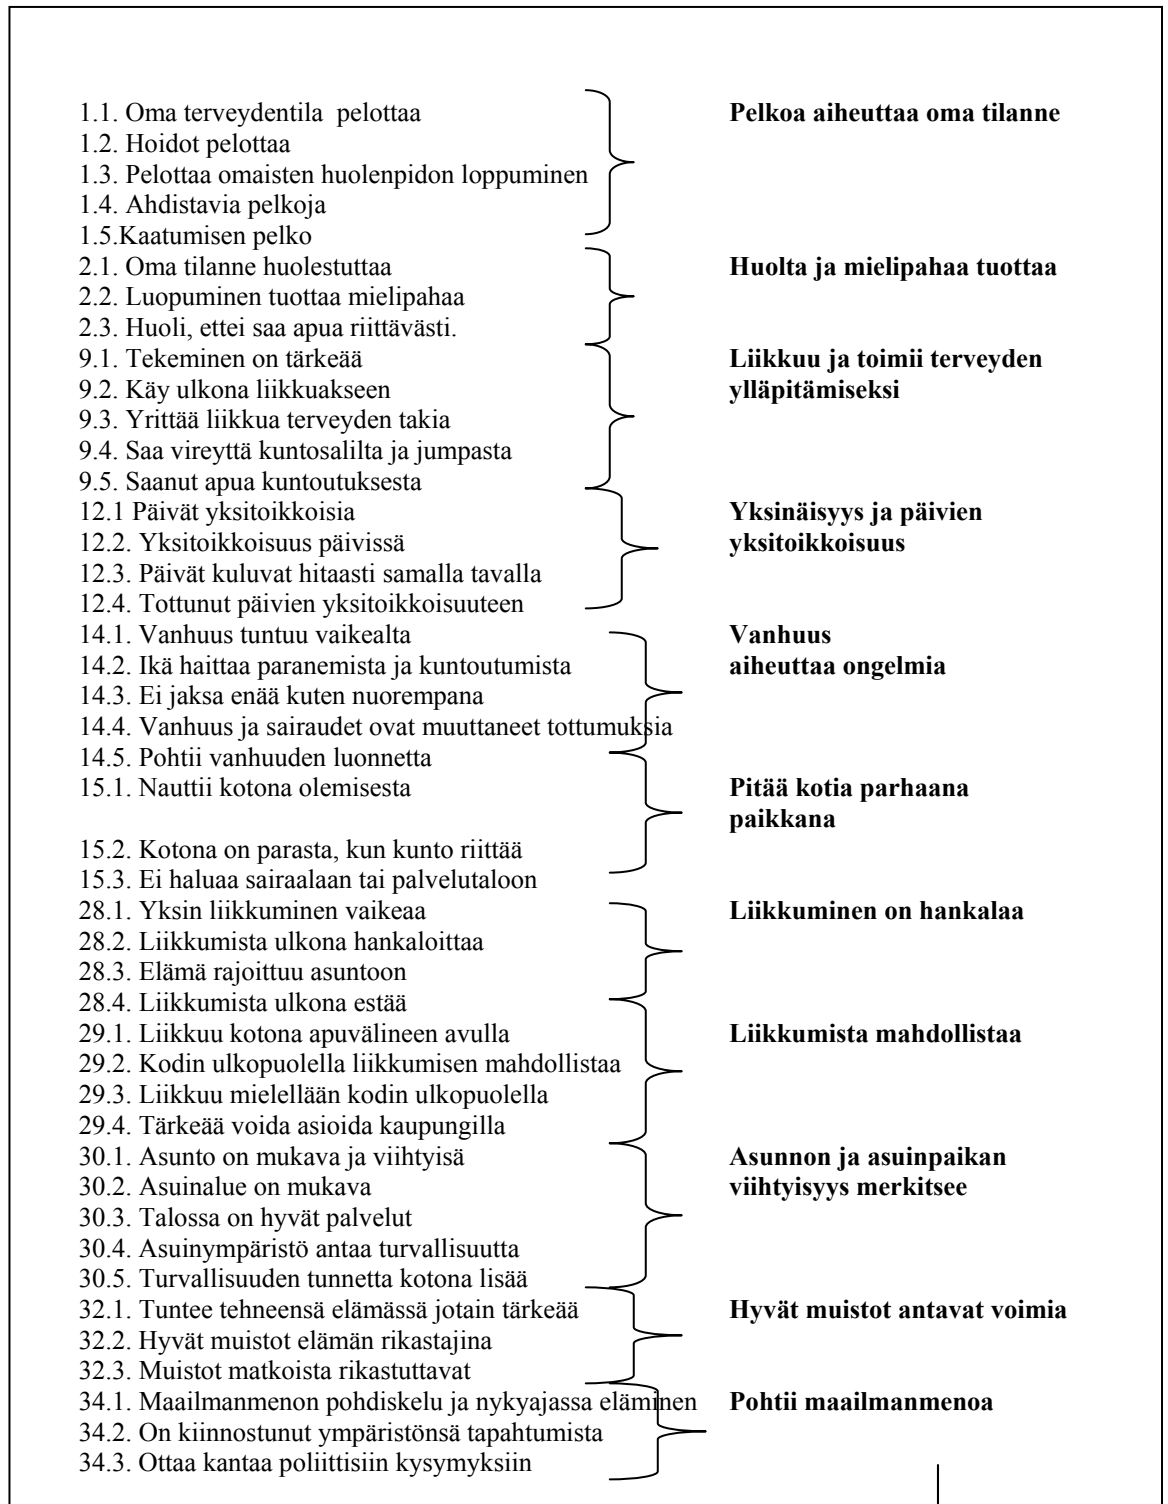 1.1. Oma terveydentila  pelottaa    Pelkoa aiheuttaa oma tilanne
1.2. Hoidot pelottaa
1.3. Pelottaa omaisten huolenpidon loppuminen
1.4. Ahdistavia pelkoja
1.5.Kaatumisen pelko
2.1. Oma tilanne huolestuttaa    Huolta ja mielipahaa tuottaa
2.2. Luopuminen tuottaa mielipahaa
2.3. Huoli, ettei saa apua riittävästi.
9.1. Tekeminen on tärkeää    Liikkuu ja toimii terveyden
9.2. Käy ulkona liikkuakseen    ylläpitämiseksi
9.3. Yrittää liikkua terveyden takia
9.4. Saa vireyttä kuntosalilta ja jumpasta
9.5. Saanut apua kuntoutuksesta
12.1 Päivät yksitoikkoisia    Yksinäisyys ja päivien
12.2. Yksitoikkoisuus päivissä    yksitoikkoisuus
12.3. Päivät kuluvat hitaasti samalla tavalla
12.4. Tottunut päivien yksitoikkoisuuteen
14.1. Vanhuus tuntuu vaikealta    Vanhuus
14.2. Ikä haittaa paranemista ja kuntoutumista    aiheuttaa ongelmia
14.3. Ei jaksa enää kuten nuorempana
14.4. Vanhuus ja sairaudet ovat muuttaneet tottumuksia
14.5. Pohtii vanhuuden luonnetta
15.1. Nauttii kotona olemisesta    Pitää kotia parhaana
paikkana
15.2. Kotona on parasta, kun kunto riittää
15.3. Ei haluaa sairaalaan tai palvelutaloon
28.1. Yksin liikkuminen vaikeaa    Liikkuminen on hankalaa
28.2. Liikkumista ulkona hankaloittaa
28.3. Elämä rajoittuu asuntoon
28.4. Liikkumista ulkona estää
29.1. Liikkuu kotona apuvälineen avulla    Liikkumista mahdollistaa
29.2. Kodin ulkopuolella liikkumisen mahdollistaa
29.3. Liikkuu mielellään kodin ulkopuolella
29.4. Tärkeää voida asioida kaupungilla
30.1. Asunto on mukava ja viihtyisä    Asunnon ja asuinpaikan
30.2. Asuinalue on mukava    viihtyisyys merkitsee
30.3. Talossa on hyvät palvelut
30.4. Asuinympäristö antaa turvallisuutta
30.5. Turvallisuuden tunnetta kotona lisää
32.1. Tuntee tehneensä elämässä jotain tärkeää    Hyvät muistot antavat voimia
32.2. Hyvät muistot elämän rikastajina
32.3. Muistot matkoista rikastuttavat
34.1. Maailmanmenon pohdiskelu ja nykyajassa eläminen    Pohtii maailmanmenoa
34.2. On kiinnostunut ympäristönsä tapahtumista
34.3. Ottaa kantaa poliittisiin kysymyksiin